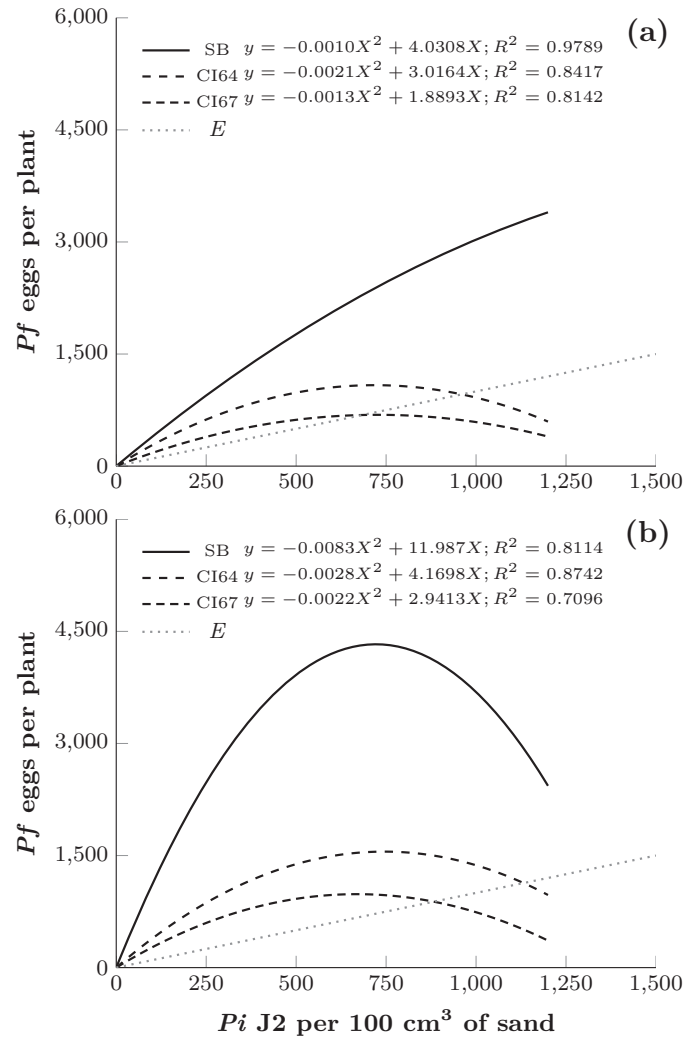 6,000
(a)
SB y = −0.0010X² + 4.0308X; R² = 0.9789
CI64 y = −0.0021X² + 3.0164X; R² = 0.8417
CI67 y = −0.0013X² + 1.8893X; R² = 0.8142
E
4,500
3,000
1,500
0
Pf eggs per plant
0 250 500 750 1,000 1,250 1,500
6,000
(b)
SB y = −0.0083X² + 11.987X; R² = 0.8114
CI64 y = −0.0028X² + 4.1698X; R² = 0.8742
CI67 y = −0.0022X² + 2.9413X; R² = 0.7096
E
4,500
3,000
1,500
0
Pf eggs per plant
0 250 500 750 1,000 1,250 1,500
Pi J2 per 100 cm³ of sand